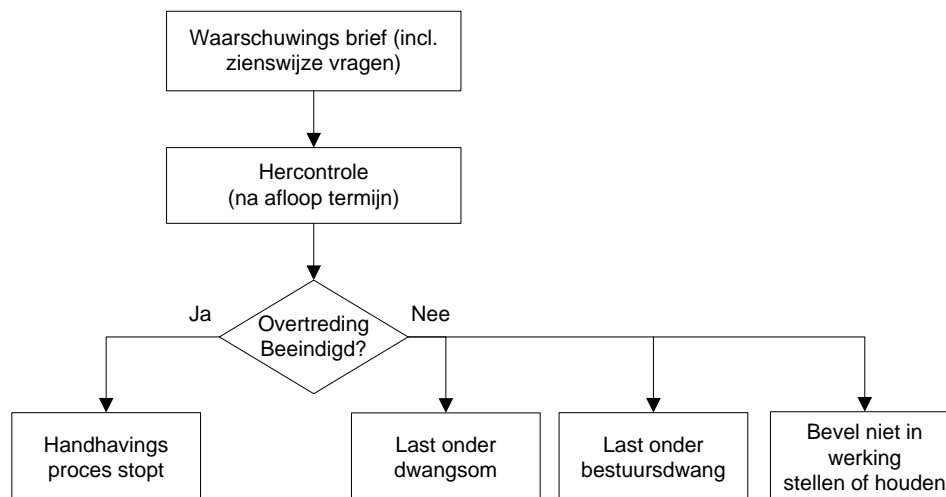 Waarschuwings brief (incl.
zienswijze vragen)
Hercontrole
(na afloop termijn)
Ja
Nee
Overtreding
Beeindigd?
Handhavings
proces stopt
Last onder
dwangsom
Last onder
bestuursdwang
Bevel niet in
werking
stellen of houden